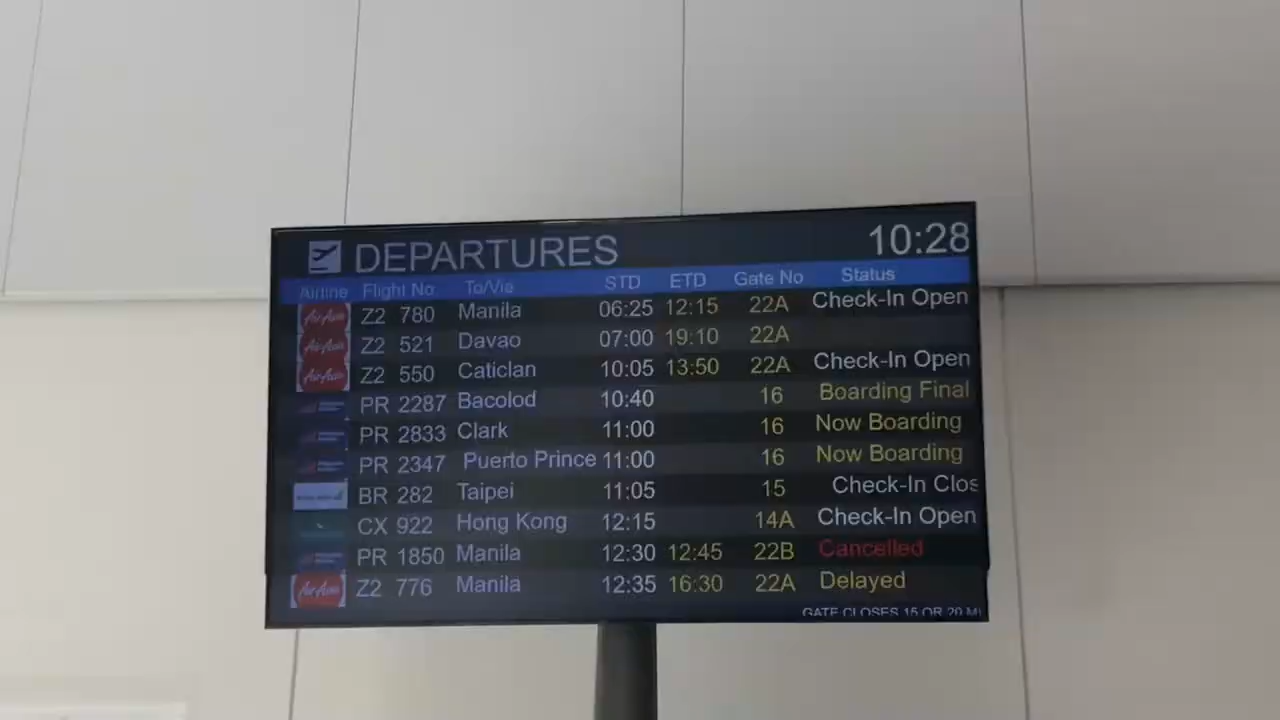 DEPARTURES 10:28
Airline Flight No To/Via STD ETD Gate No Status
AirAsia Z2 780 Manila 06:25 12:15 22A Check-In Open
AirAsia Z2 521 Davao 07:00 19:10 22A
AirAsia Z2 550 Caticlan 10:05 13:50 22A Check-In Open
PR 2287 Bacolod 10:40 16 Boarding Final
PR 2833 Clark 11:00 16 Now Boarding
PR 2347 Puerto Prince 11:00 16 Now Boarding
BR 282 Taipei 11:05 15 Check-In Clos
CX 922 Hong Kong 12:15 14A Check-In Open
PR 1850 Manila 12:30 12:45 22B Cancelled
AirAsia Z2 776 Manila 12:35 16:30 22A Delayed
GATE CLOSES 15 OR 20 MI